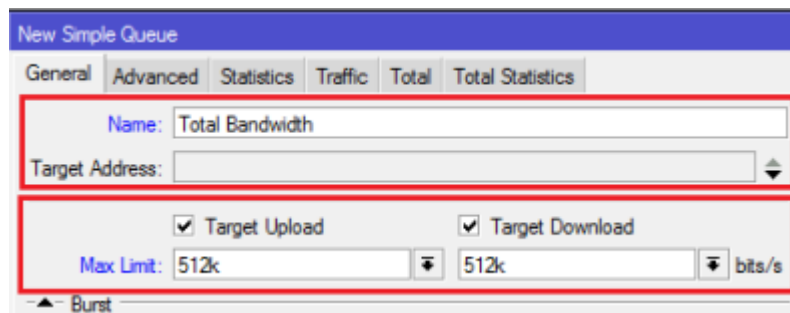 New Simple Queue
General Advanced Statistics Traffic Total Total Statistics
Name: Total Bandwidth
Target Address:
Target Upload Target Download
Max Limit: 512k 512k bits/s
Burst